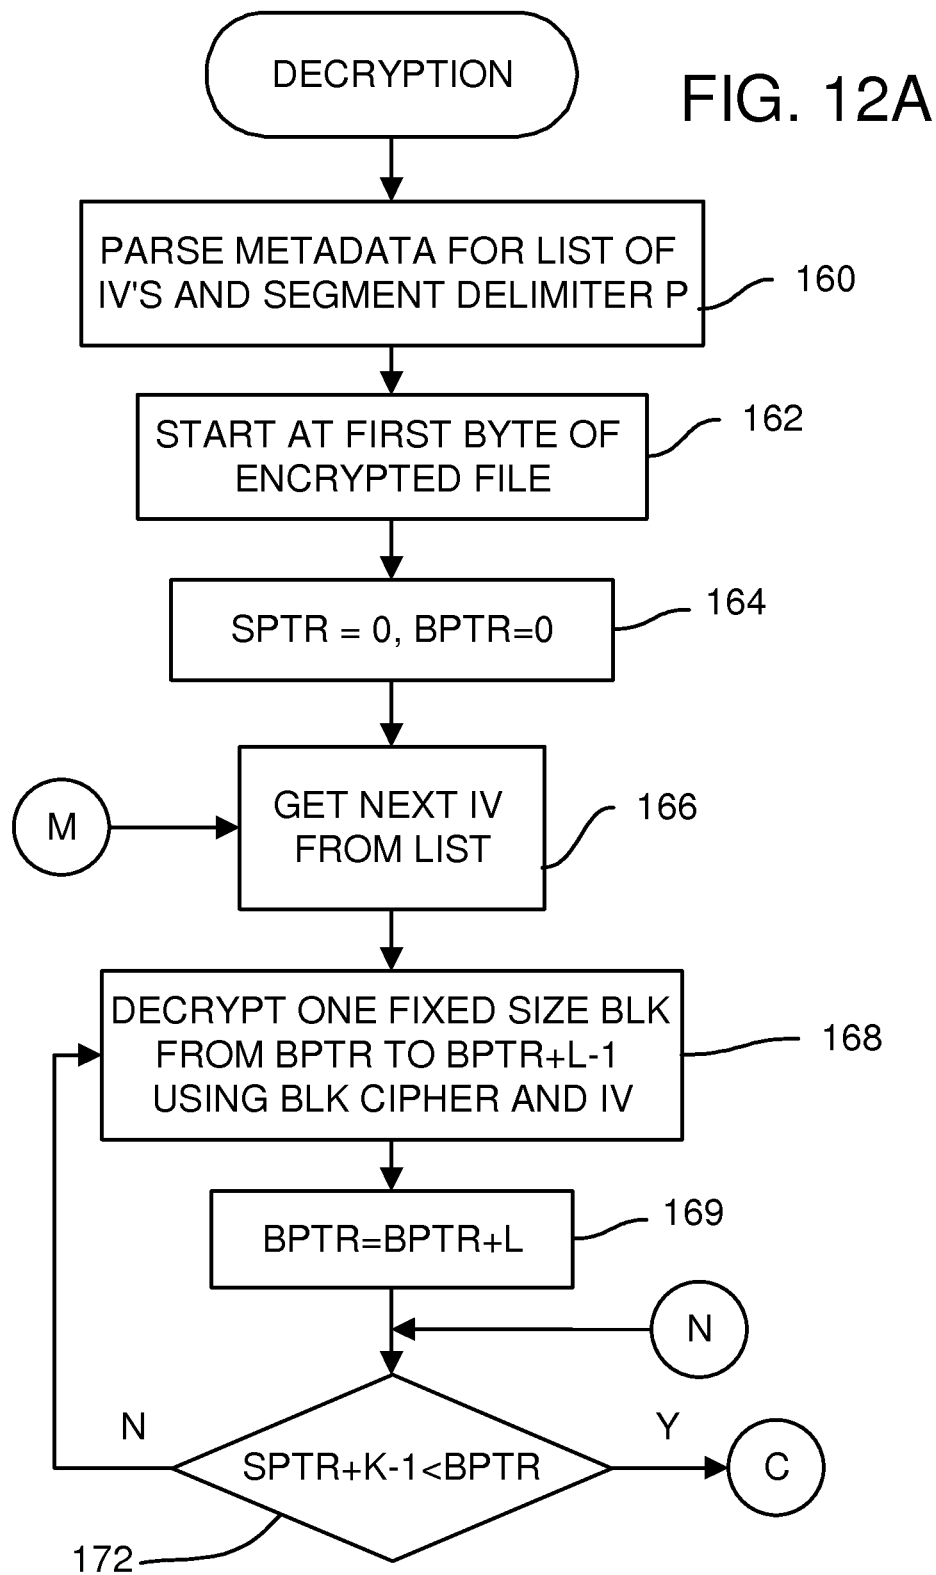 DECRYPTION
FIG. 12A
PARSE METADATA FOR LIST OF
IV'S AND SEGMENT DELIMITER P
160
START AT FIRST BYTE OF
ENCRYPTED FILE
162
SPTR = 0, BPTR=0
164
M
GET NEXT IV
FROM LIST
166
DECRYPT ONE FIXED SIZE BLK
FROM BPTR TO BPTR+L-1
USING BLK CIPHER AND IV
168
BPTR=BPTR+L
169
N
N
SPTR+K-1<BPTR
Y
C
172